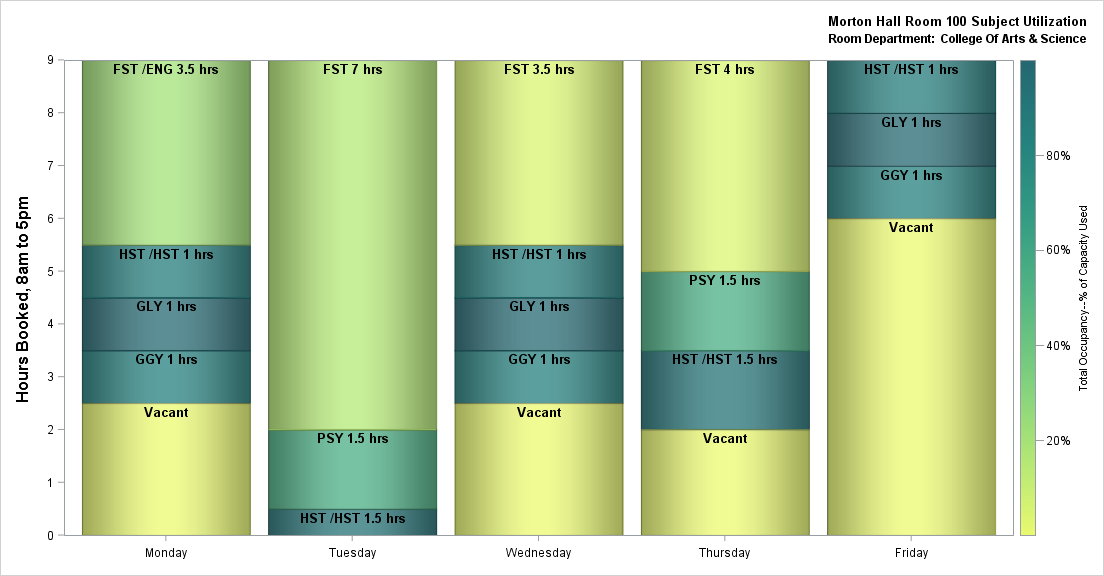 Morton Hall Room 100 Subject Utilization
Room Department: College Of Arts & Science
Hours Booked, 8am to 5pm
9
8
7
6
5
4
3
2
1
0
FST /ENG 3.5 hrs
HST /HST 1 hrs
GLY 1 hrs
GGY 1 hrs
Vacant
FST 7 hrs
PSY 1.5 hrs
HST /HST 1.5 hrs
FST 3.5 hrs
HST /HST 1 hrs
GLY 1 hrs
GGY 1 hrs
Vacant
FST 4 hrs
PSY 1.5 hrs
HST /HST 1.5 hrs
Vacant
HST /HST 1 hrs
GLY 1 hrs
GGY 1 hrs
Vacant
Monday
Tuesday
Wednesday
Thursday
Friday
80%
60%
40%
20%
Total Occupancy--% of Capacity Used